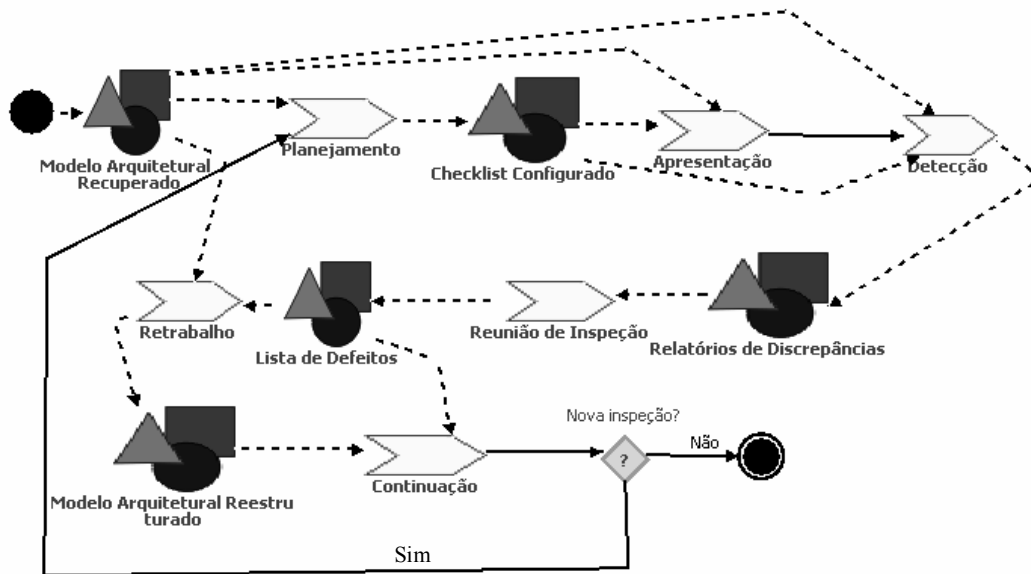 Modelo Arquitetural
Recuperado
Planejamento
Checklist Configurado
Apresentação
Detecção
Retrabalho
Lista de Defeitos
Reunião de Inspeção
Relatórios de Discrepâncias
Modelo Arquitetural Reestru
turado
Continuação
Nova inspeção?
?
Não
Sim